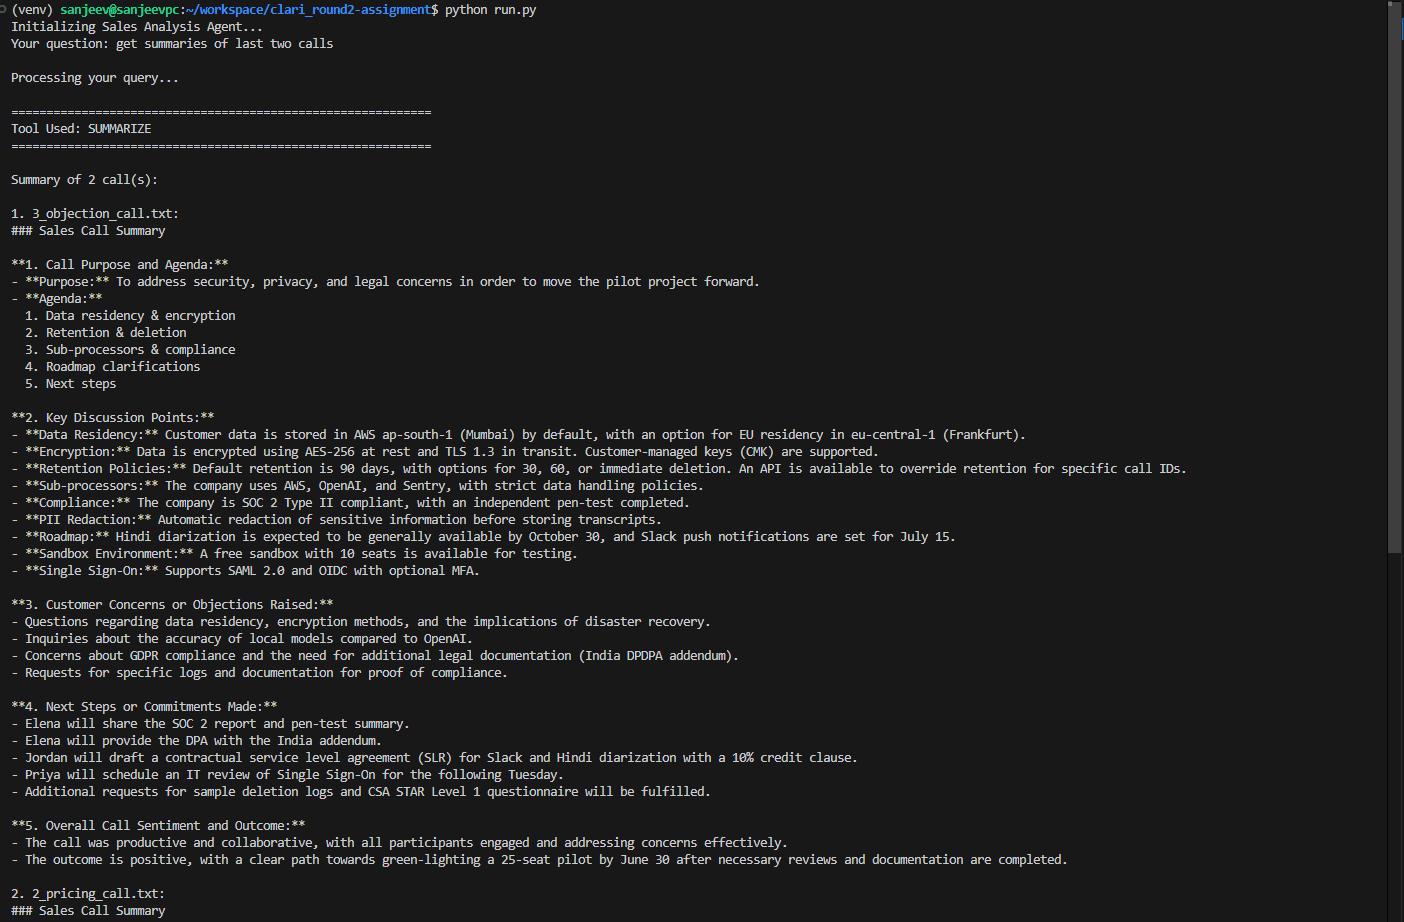 (venv) sanjeev@sanjeevpc:~/workspace/clari_round2-assignment$ python run.py
Initializing Sales Analysis Agent...
Your question: get summaries of last two calls
Processing your query...
============================================================
Tool Used: SUMMARIZE
============================================================
Summary of 2 call(s):
1. 3_objection_call.txt:
### Sales Call Summary
**1. Call Purpose and Agenda:**
- **Purpose:** To address security, privacy, and legal concerns in order to move the pilot project forward.
- **Agenda:**
  1. Data residency & encryption
  2. Retention & deletion
  3. Sub-processors & compliance
  4. Roadmap clarifications
  5. Next steps
**2. Key Discussion Points:**
- **Data Residency:** Customer data is stored in AWS ap-south-1 (Mumbai) by default, with an option for EU residency in eu-central-1 (Frankfurt).
- **Encryption:** Data is encrypted using AES-256 at rest and TLS 1.3 in transit. Customer-managed keys (CMK) are supported.
- **Retention Policies:** Default retention is 90 days, with options for 30, 60, or immediate deletion. An API is available to override retention for specific call IDs.
- **Sub-processors:** The company uses AWS, OpenAI, and Sentry, with strict data handling policies.
- **Compliance:** The company is SOC 2 Type II compliant, with an independent pen-test completed.
- **PII Redaction:** Automatic redaction of sensitive information before storing transcripts.
- **Roadmap:** Hindi diarization is expected to be generally available by October 30, and Slack push notifications are set for July 15.
- **Sandbox Environment:** A free sandbox with 10 seats is available for testing.
- **Single Sign-On:** Supports SAML 2.0 and OIDC with optional MFA.
**3. Customer Concerns or Objections Raised:**
- Questions regarding data residency, encryption methods, and the implications of disaster recovery.
- Inquiries about the accuracy of local models compared to OpenAI.
- Concerns about GDPR compliance and the need for additional legal documentation (India DPDPA addendum).
- Requests for specific logs and documentation for proof of compliance.
**4. Next Steps or Commitments Made:**
- Elena will share the SOC 2 report and pen-test summary.
- Elena will provide the DPA with the India addendum.
- Jordan will draft a contractual service level agreement (SLR) for Slack and Hindi diarization with a 10% credit clause.
- Priya will schedule an IT review of Single Sign-On for the following Tuesday.
- Additional requests for sample deletion logs and CSA STAR Level 1 questionnaire will be fulfilled.
**5. Overall Call Sentiment and Outcome:**
- The call was productive and collaborative, with all participants engaged and addressing concerns effectively.
- The outcome is positive, with a clear path towards green-lighting a 25-seat pilot by June 30 after necessary reviews and documentation are completed.
2. 2_pricing_call.txt:
### Sales Call Summary